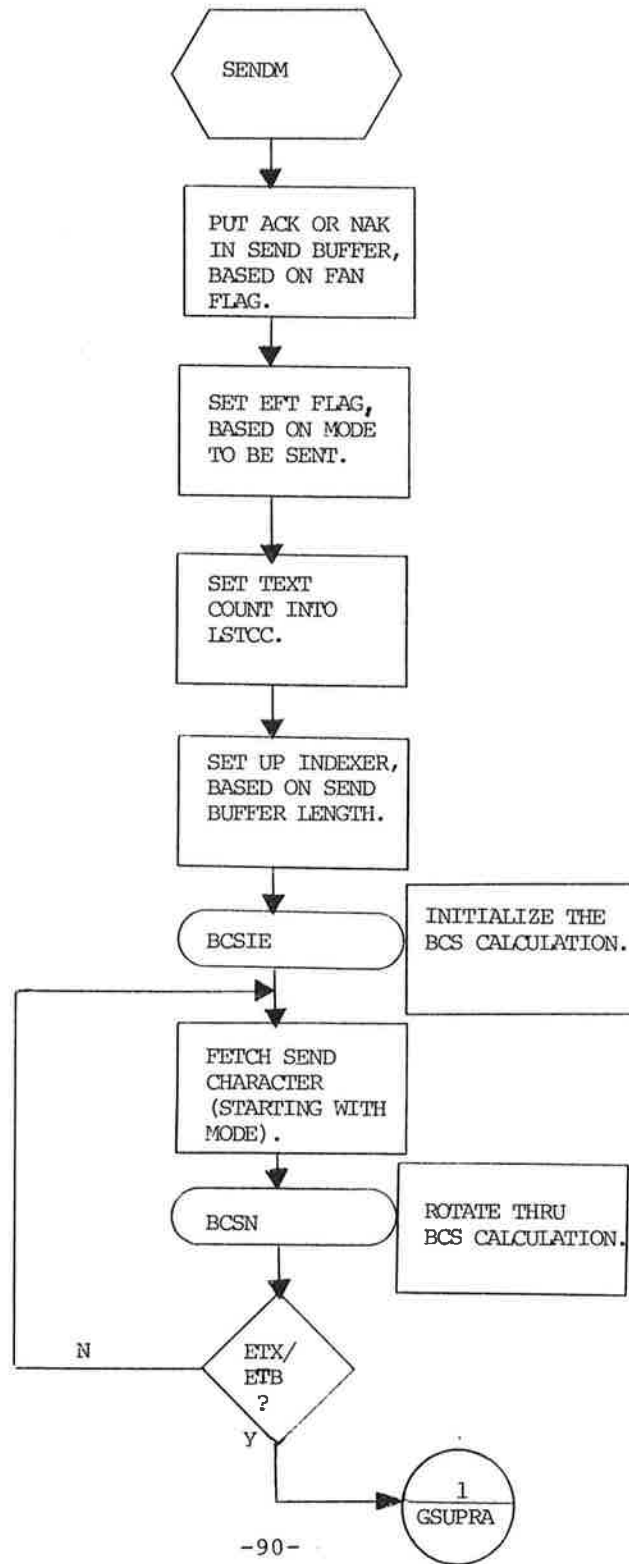 SENDM
PUT ACK OR NAK
IN SEND BUFFER,
BASED ON FAN
FLAG.
SET EFT FLAG,
BASED ON MODE
TO BE SENT.
SET TEXT
COUNT INTO
LSTCC.
SET UP INDEXER,
BASED ON SEND
BUFFER LENGTH.
BCSIE
INITIALIZE THE
BCS CALCULATION.
FETCH SEND
CHARACTER
(STARTING WITH
MODE).
BCSN
ROTATE THRU
BCS CALCULATION.
N
ETX/
ETB
?
Y
1
GSUPRA
-90-